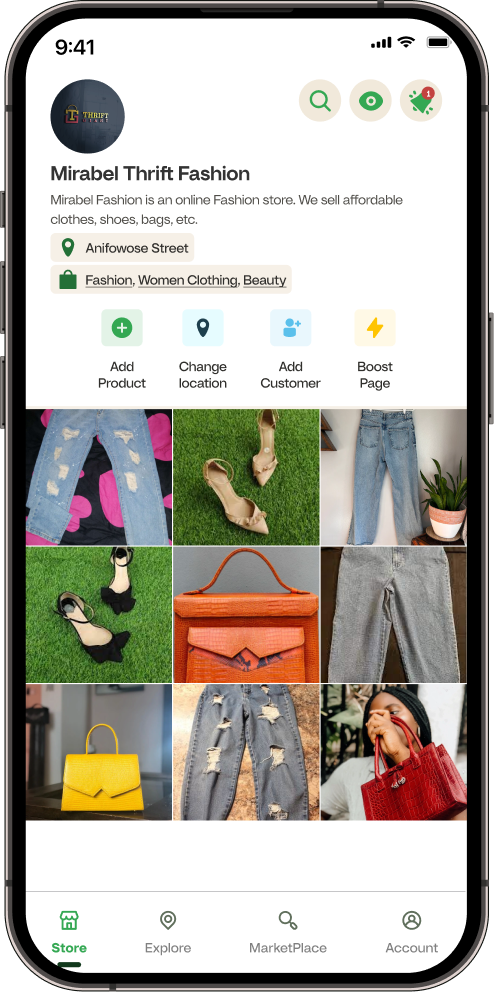 9:41
THRIFT
1
Mirabel Thrift Fashion
Mirabel Fashion is an online Fashion store. We sell affordable
clothes, shoes, bags, etc.
Anifowose Street
Fashion, Women Clothing, Beauty
Add
Product
Change
location
Add
Customer
Boost
Page
Store
Explore
MarketPlace
Account